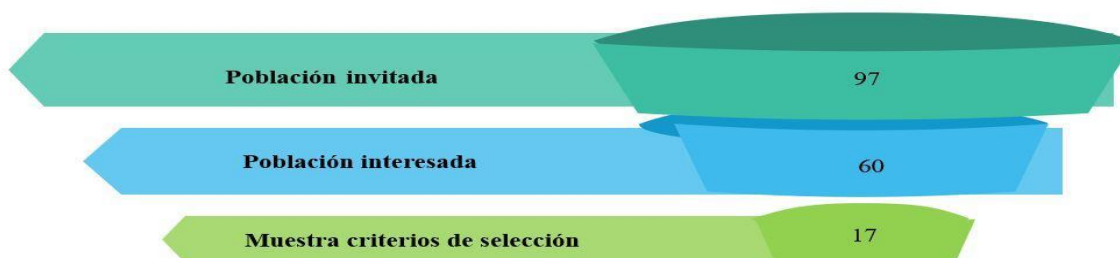 Población invitada 97
Población interesada 60
Muestra criterios de selección 17